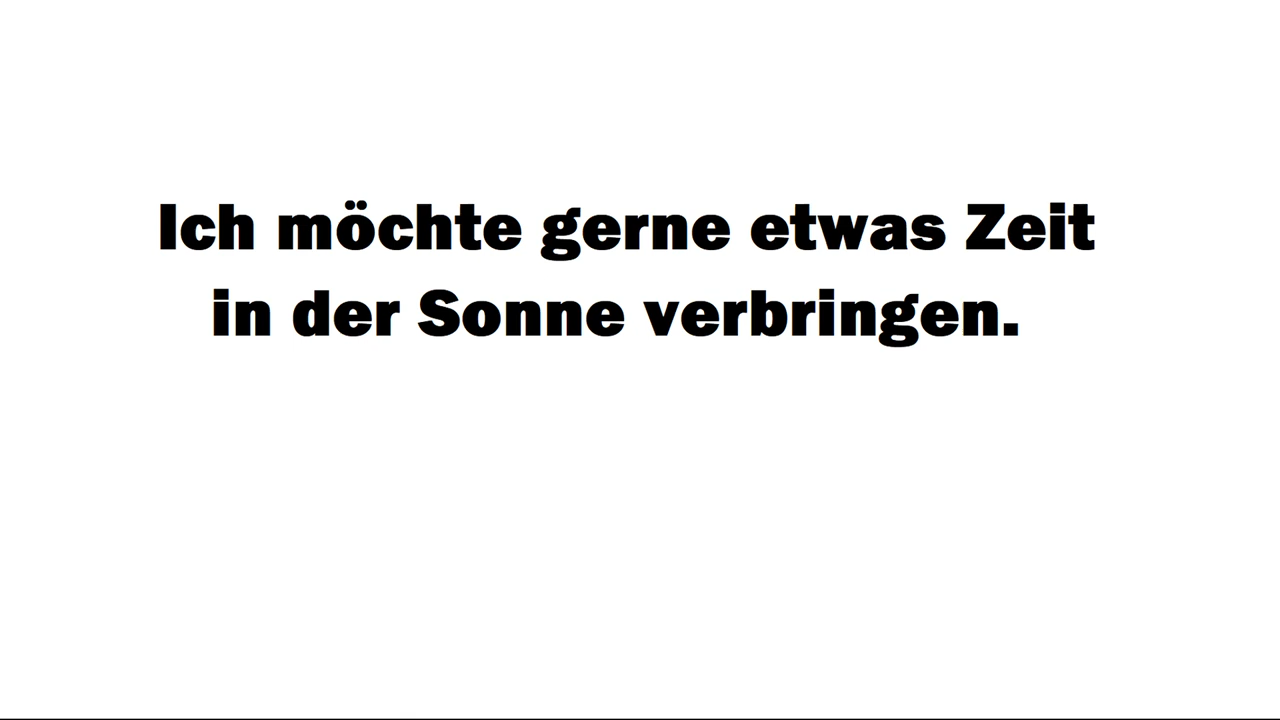 Ich möchte gerne etwas Zeit
in der Sonne verbringen.